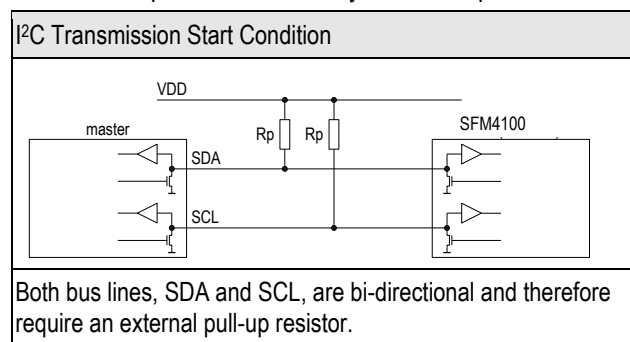 I²C Transmission Start Condition
VDD
master
Rp
Rp
SFM4100
SDA
SCL
Both bus lines, SDA and SCL, are bi-directional and therefore
require an external pull-up resistor.